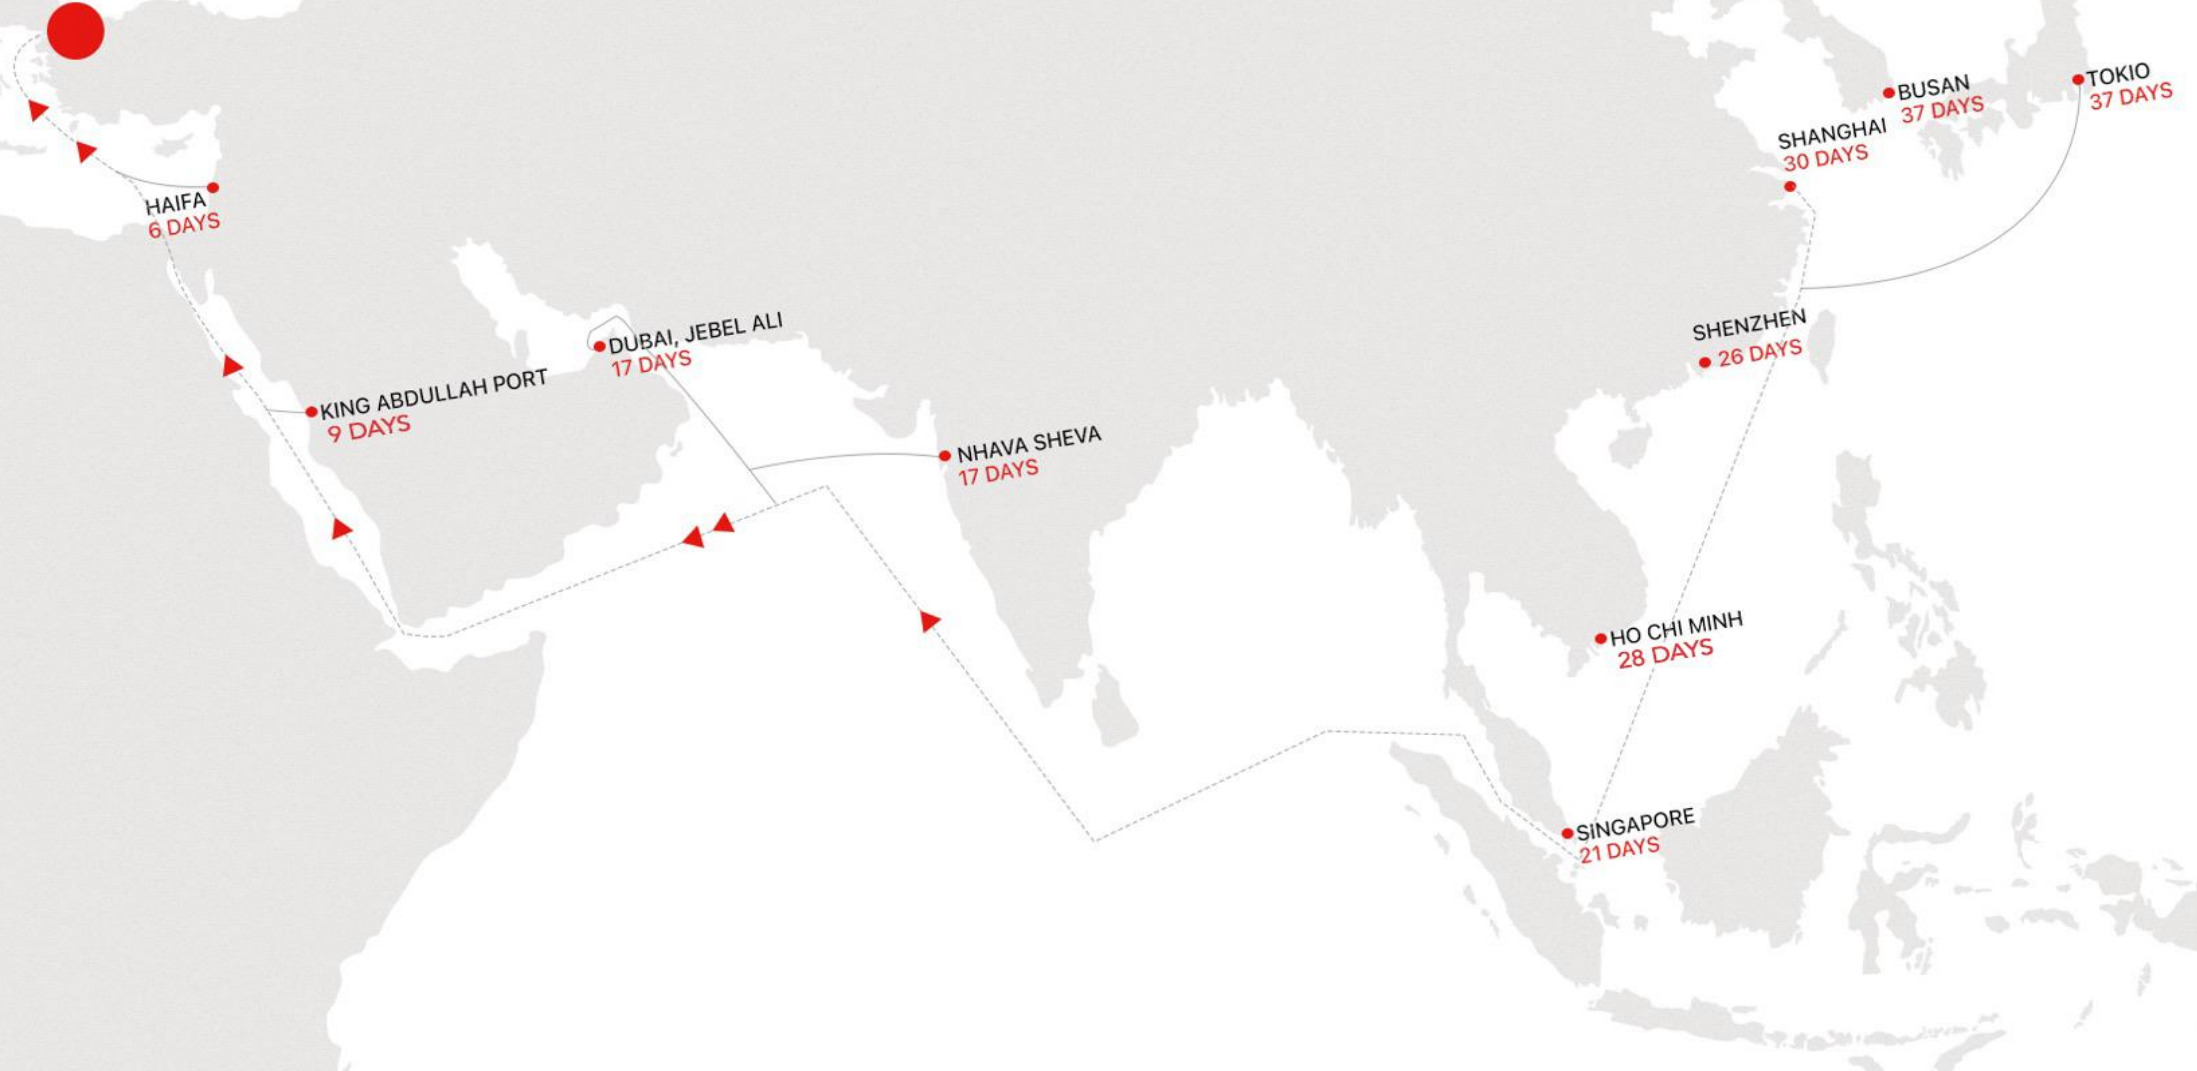 TOKIO
37 DAYS
BUSAN
37 DAYS
SHANGHAI
30 DAYS
HAIFA
6 DAYS
SHENZHEN
26 DAYS
DUBAI, JEBEL ALI
17 DAYS
KING ABDULLAH PORT
9 DAYS
NHAVA SHEVA
17 DAYS
HO CHI MINH
28 DAYS
SINGAPORE
21 DAYS